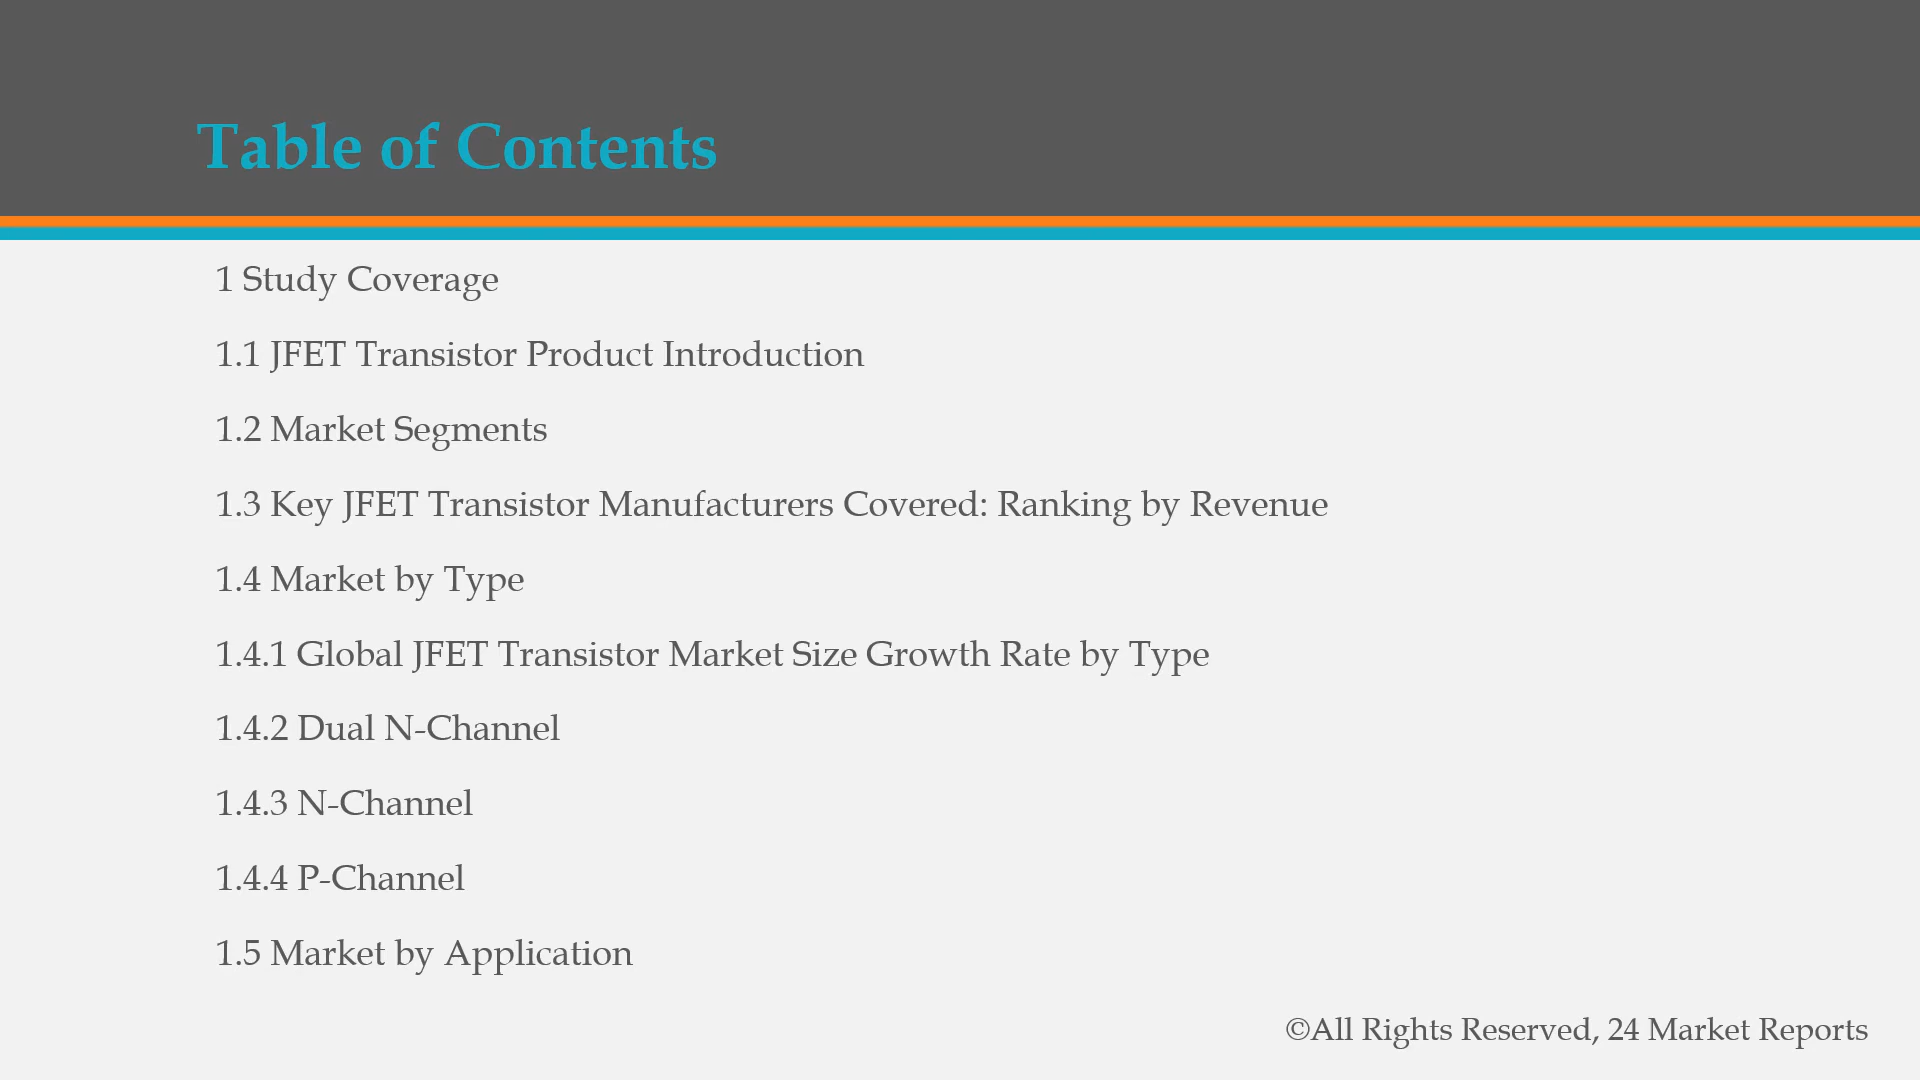 Table of Contents
1 Study Coverage
1.1 JFET Transistor Product Introduction
1.2 Market Segments
1.3 Key JFET Transistor Manufacturers Covered: Ranking by Revenue
1.4 Market by Type
1.4.1 Global JFET Transistor Market Size Growth Rate by Type
1.4.2 Dual N-Channel
1.4.3 N-Channel
1.4.4 P-Channel
1.5 Market by Application
©All Rights Reserved, 24 Market Reports